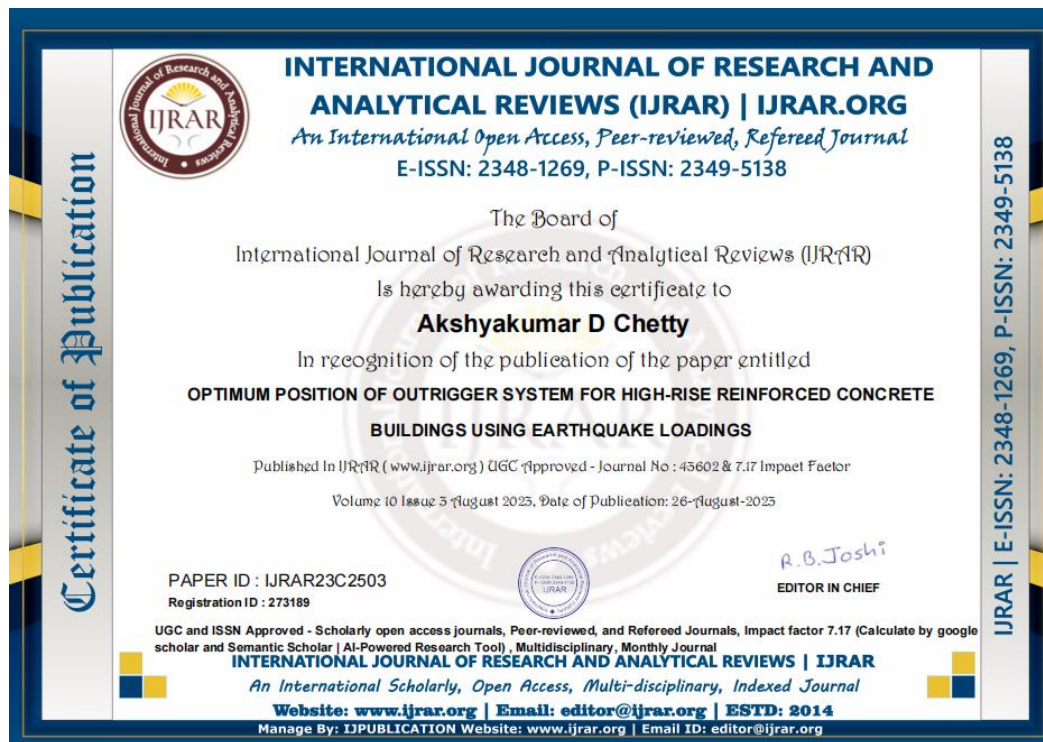 INTERNATIONAL JOURNAL OF RESEARCH AND
ANALYTICAL REVIEWS (IJRAR) | IJRAR.ORG
An International Open Access, Peer-reviewed, Refereed Journal
E-ISSN: 2348-1269, P-ISSN: 2349-5138
International Journal of Research and Analytical Reviews
IJRAR
Certificate of Publication
The Board of
International Journal of Research and Analytical Reviews (IJRAR)
Is hereby awarding this certificate to
Akshyakumar D Chetty
In recognition of the publication of the paper entitled
OPTIMUM POSITION OF OUTRIGGER SYSTEM FOR HIGH-RISE REINFORCED CONCRETE
BUILDINGS USING EARTHQUAKE LOADINGS
Published In IJRAR ( www.ijrar.org ) UGC Approved - Journal No : 43602 & 7.17 Impact Factor
Volume 10 Issue 3 August 2023, Date of Publication: 26-August-2023
PAPER ID : IJRAR23C2503
Registration ID : 273189
R.B.Joshi
EDITOR IN CHIEF
IJRAR | E-ISSN: 2348-1269, P-ISSN: 2349-5138
UGC and ISSN Approved - Scholarly open access journals, Peer-reviewed, and Refereed Journals, Impact factor 7.17 (Calculate by google
scholar and Semantic Scholar | AI-Powered Research Tool) , Multidisciplinary, Monthly Journal
INTERNATIONAL JOURNAL OF RESEARCH AND ANALYTICAL REVIEWS | IJRAR
An International Scholarly, Open Access, Multi-disciplinary, Indexed Journal
Website: www.ijrar.org | Email: editor@ijrar.org | ESTD: 2014
Manage By: IJPUBLICATION Website: www.ijrar.org | Email ID: editor@ijrar.org